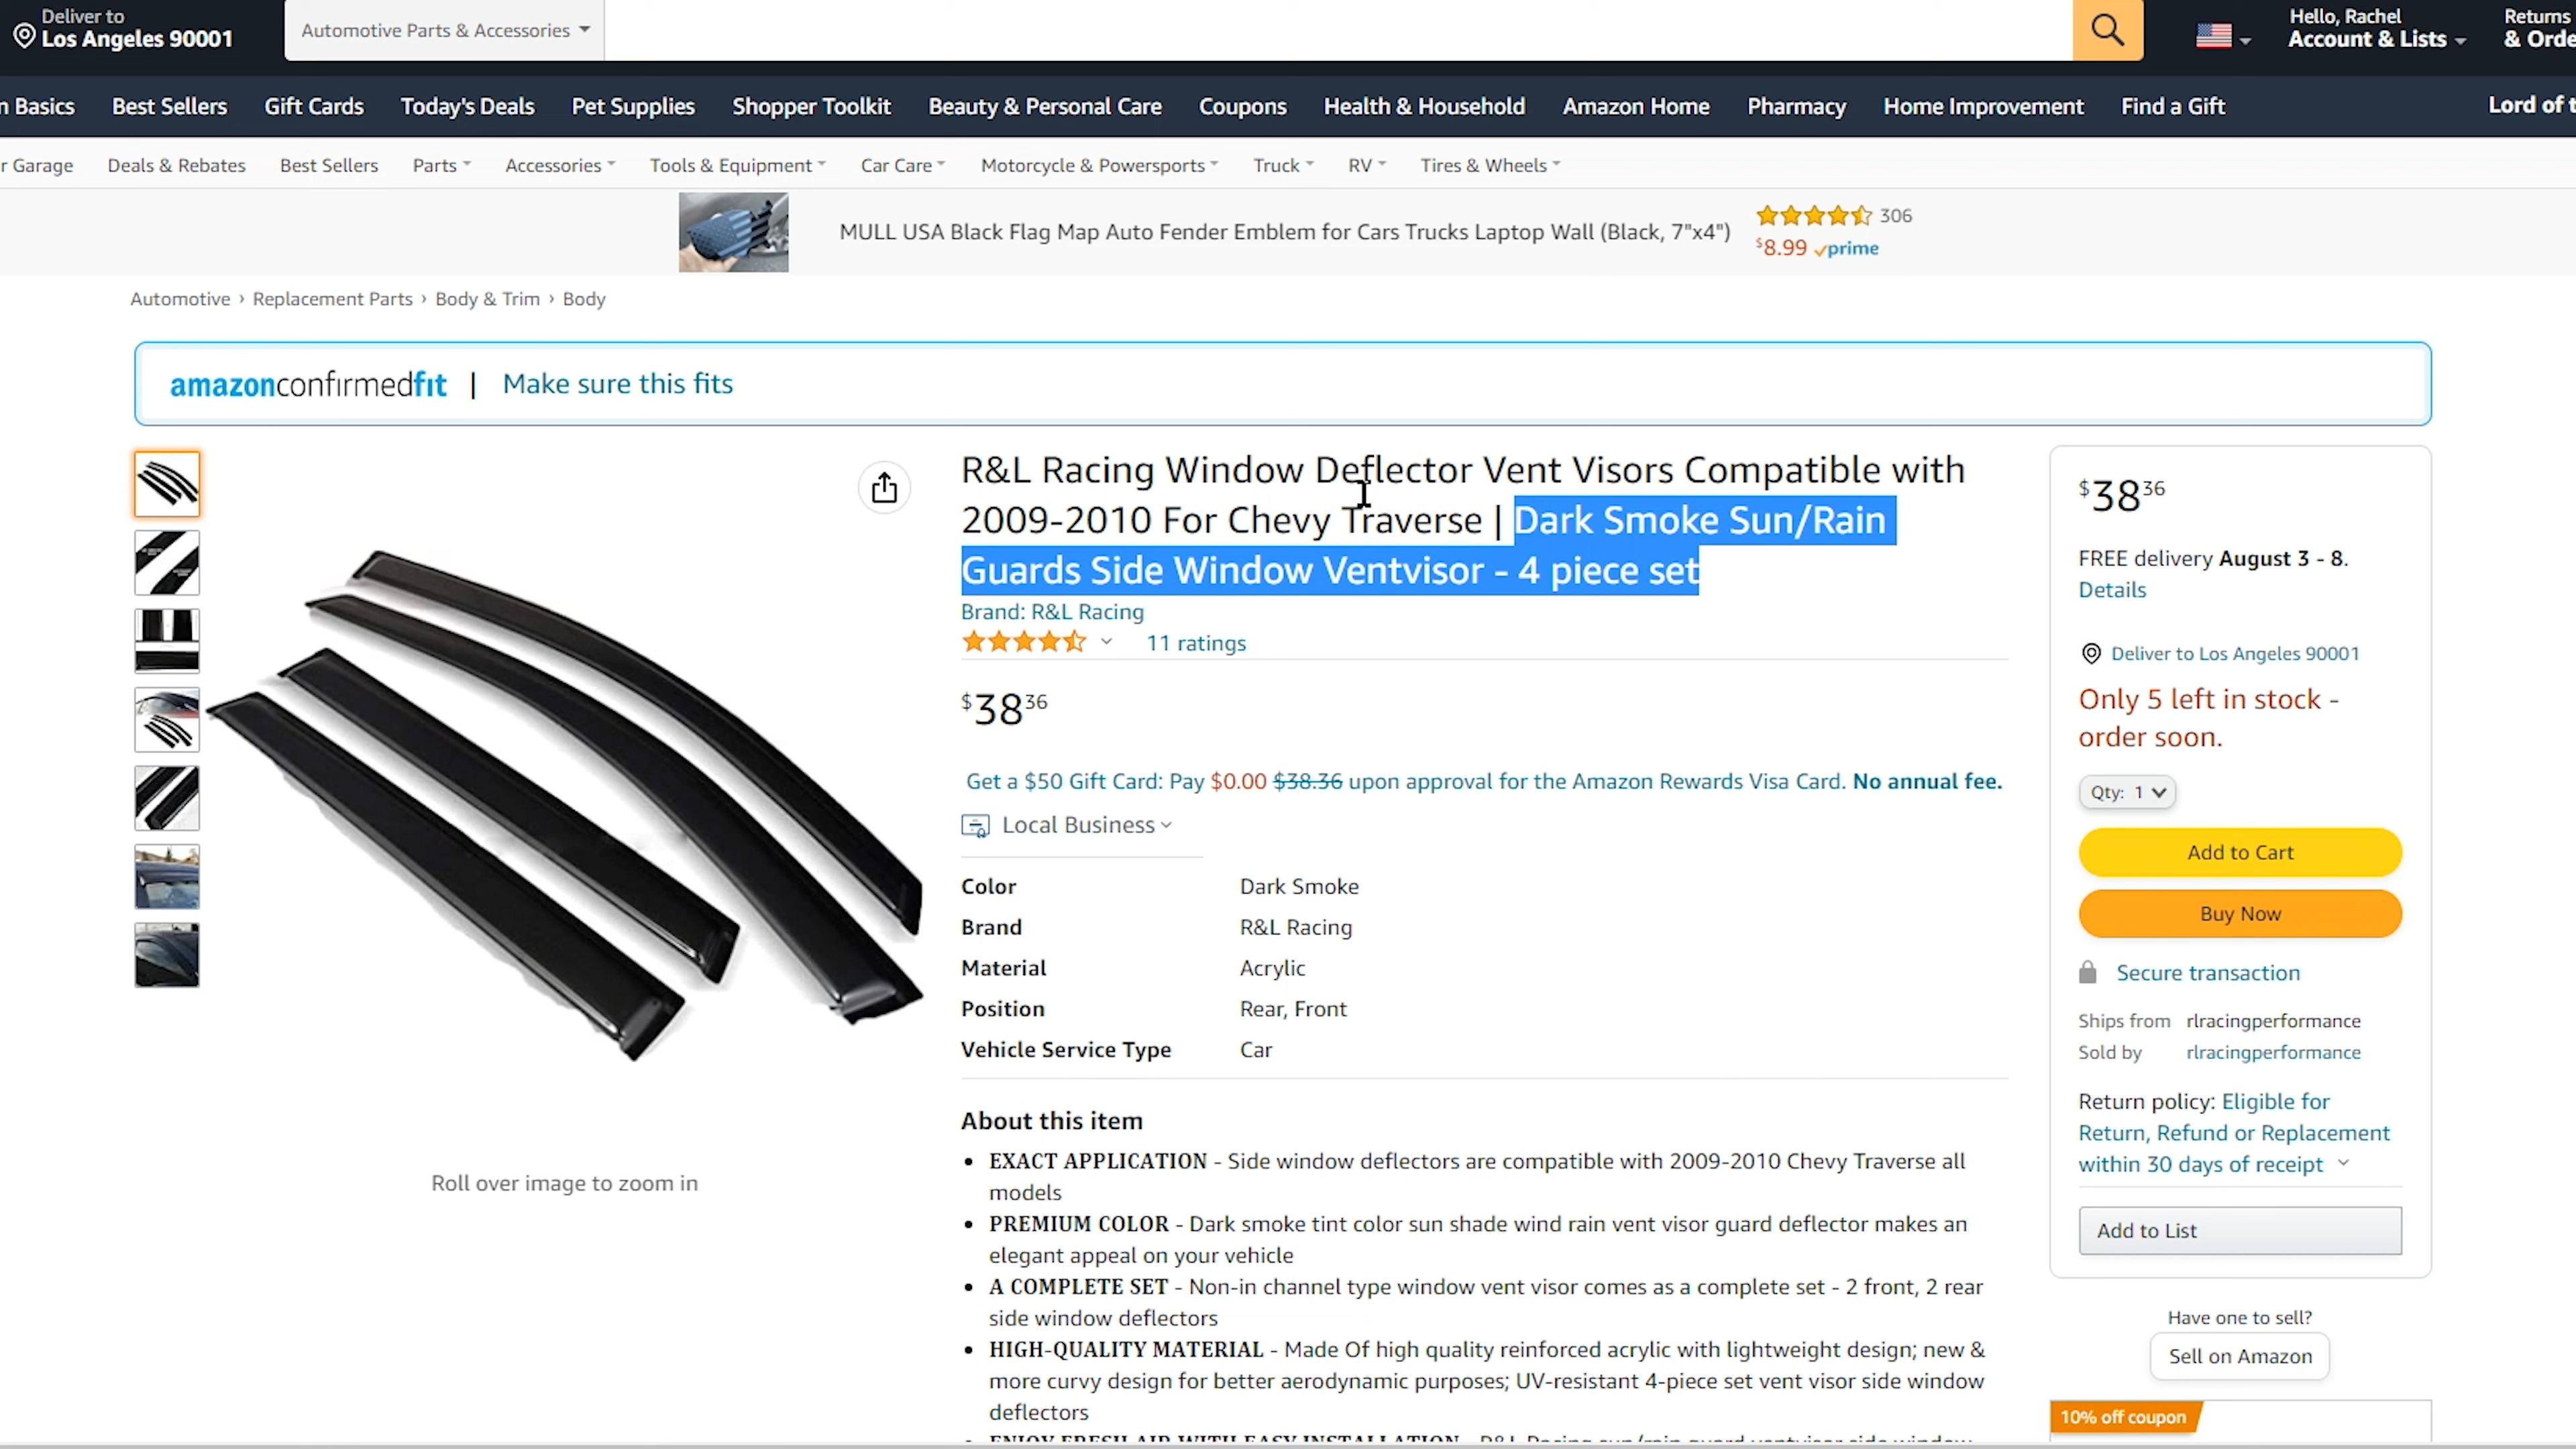 Deliver to
Los Angeles 90001
Automotive Parts & Accessories
Hello, Rachel
Account & Lists
Returns
& Orde
n Basics Best Sellers Gift Cards Today's Deals Pet Supplies Shopper Toolkit Beauty & Personal Care Coupons Health & Household Amazon Home Pharmacy Home Improvement Find a Gift Lord of t
r Garage Deals & Rebates Best Sellers Parts Accessories Tools & Equipment Car Care Motorcycle & Powersports Truck RV Tires & Wheels
MULL USA Black Flag Map Auto Fender Emblem for Cars Trucks Laptop Wall (Black, 7"x4")
306
$8.99 prime
Automotive › Replacement Parts › Body & Trim › Body
amazonconfirmedfit | Make sure this fits
R&L Racing Window Deflector Vent Visors Compatible with
2009-2010 For Chevy Traverse | Dark Smoke Sun/Rain
Guards Side Window Ventvisor - 4 piece set
Brand: R&L Racing
11 ratings
$38 36
Get a $50 Gift Card: Pay $0.00 $38.36 upon approval for the Amazon Rewards Visa Card. No annual fee.
Local Business
Color Dark Smoke
Brand R&L Racing
Material Acrylic
Position Rear, Front
Vehicle Service Type Car
About this item
• EXACT APPLICATION - Side window deflectors are compatible with 2009-2010 Chevy Traverse all
models
• PREMIUM COLOR - Dark smoke tint color sun shade wind rain vent visor guard deflector makes an
elegant appeal on your vehicle
• A COMPLETE SET - Non-in channel type window vent visor comes as a complete set - 2 front, 2 rear
side window deflectors
• HIGH-QUALITY MATERIAL - Made Of high quality reinforced acrylic with lightweight design; new &
more curvy design for better aerodynamic purposes; UV-resistant 4-piece set vent visor side window
deflectors
• ENJOY FRESH AIR WITH EASY INSTALLATION - R&L Racing sun/rain guard ventvisor side window
Roll over image to zoom in
$38 36
FREE delivery August 3 - 8.
Details
Deliver to Los Angeles 90001
Only 5 left in stock -
order soon.
Qty: 1
Add to Cart
Buy Now
Secure transaction
Ships from rlracingperformance
Sold by rlracingperformance
Return policy: Eligible for
Return, Refund or Replacement
within 30 days of receipt
Add to List
Have one to sell?
Sell on Amazon
10% off coupon